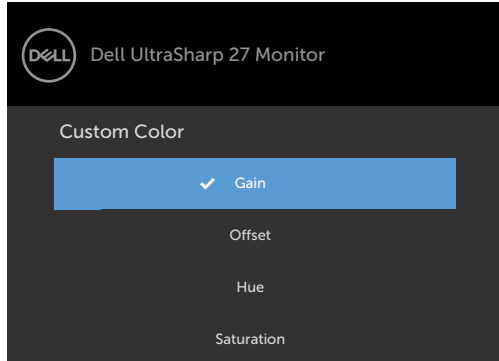 DELL
Dell UltraSharp 27 Monitor
Custom Color
Gain
Offset
Hue
Saturation